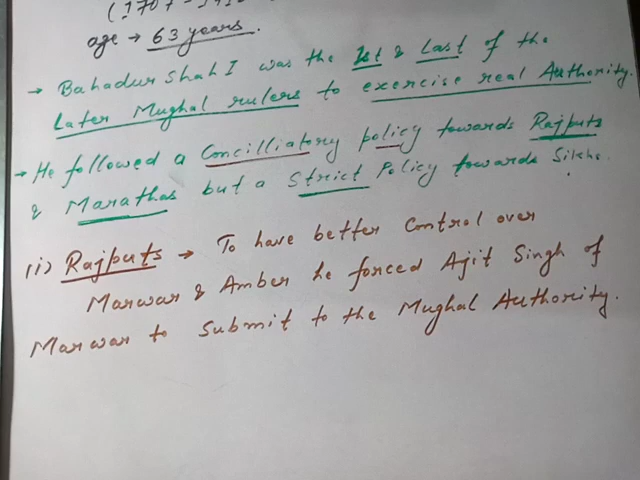 (1707 -
age → 63 years.
→ Bahadur Shah I was the 1st & Last of the
Later Mughal rulers to exercise real Authority.
→ He followed a Concilliatory policy towards Rajputs
& Marathas but a Strict Policy towards Sikhs.
(i) Rajputs → To have better Control over
Marwar & Amber he forced Ajit Singh of
Marwar to submit to the Mughal Authority.